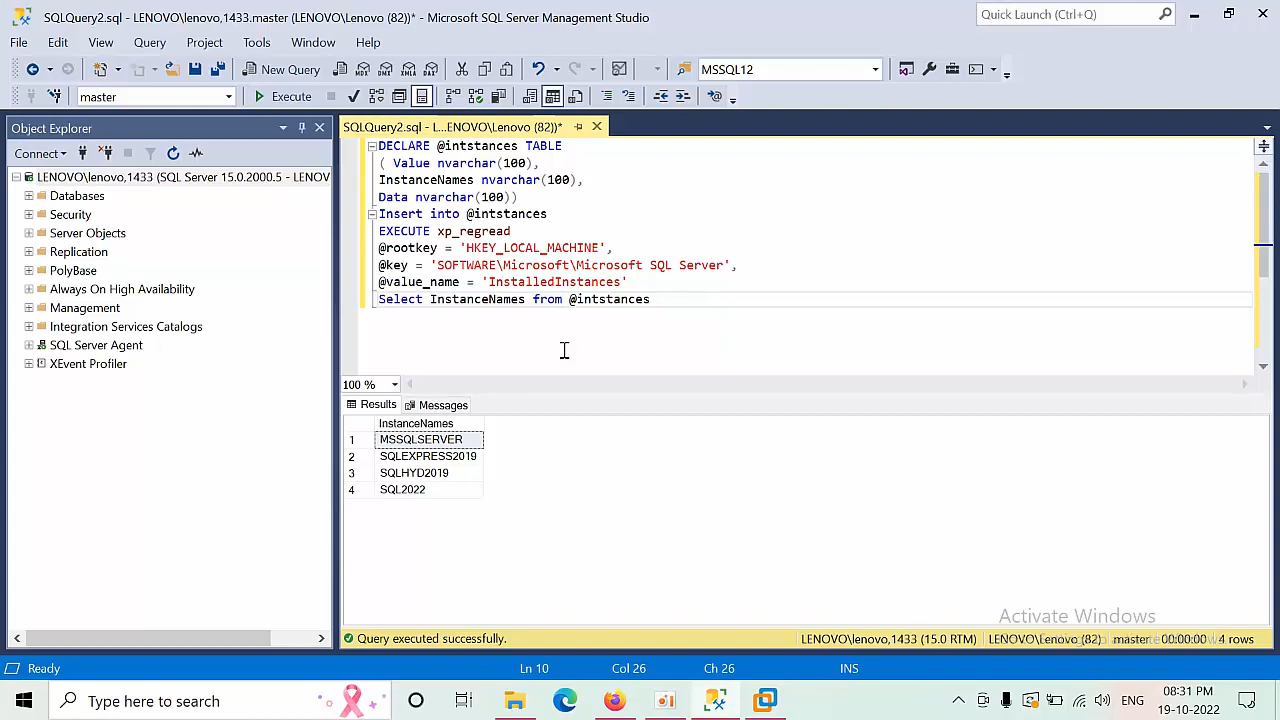 SQLQuery2.sql - LENOVO\lenovo,1433.master (LENOVO\Lenovo (82))* - Microsoft SQL Server Management Studio
Quick Launch (Ctrl+Q)
File Edit View Query Project Tools Window Help
New Query MDX DMX XMLA DAX MSSQL12
master Execute
Object Explorer
SQLQuery2.sql - L...ENOVO\Lenovo (82))*
Connect
LENOVO\lenovo,1433 (SQL Server 15.0.2000.5 - LENOV
Databases
Security
Server Objects
Replication
PolyBase
Always On High Availability
Management
Integration Services Catalogs
SQL Server Agent
XEvent Profiler
DECLARE @intstances TABLE
( Value nvarchar(100),
InstanceNames nvarchar(100),
Data nvarchar(100))
Insert into @intstances
EXECUTE xp_regread
@rootkey = 'HKEY_LOCAL_MACHINE',
@key = 'SOFTWARE\Microsoft\Microsoft SQL Server',
@value_name = 'InstalledInstances'
Select InstanceNames from @intstances
100 %
Results Messages
InstanceNames
1 MSSQLSERVER
2 SQLEXPRESS2019
3 SQLHYD2019
4 SQL2022
Activate Windows
Query executed successfully. LENOVO\lenovo,1433 (15.0 RTM) LENOVO\Lenovo (82) master 00:00:00 4 rows
Ready Ln 10 Col 26 Ch 26 INS
Type here to search
ENG
08:31 PM
19-10-2022